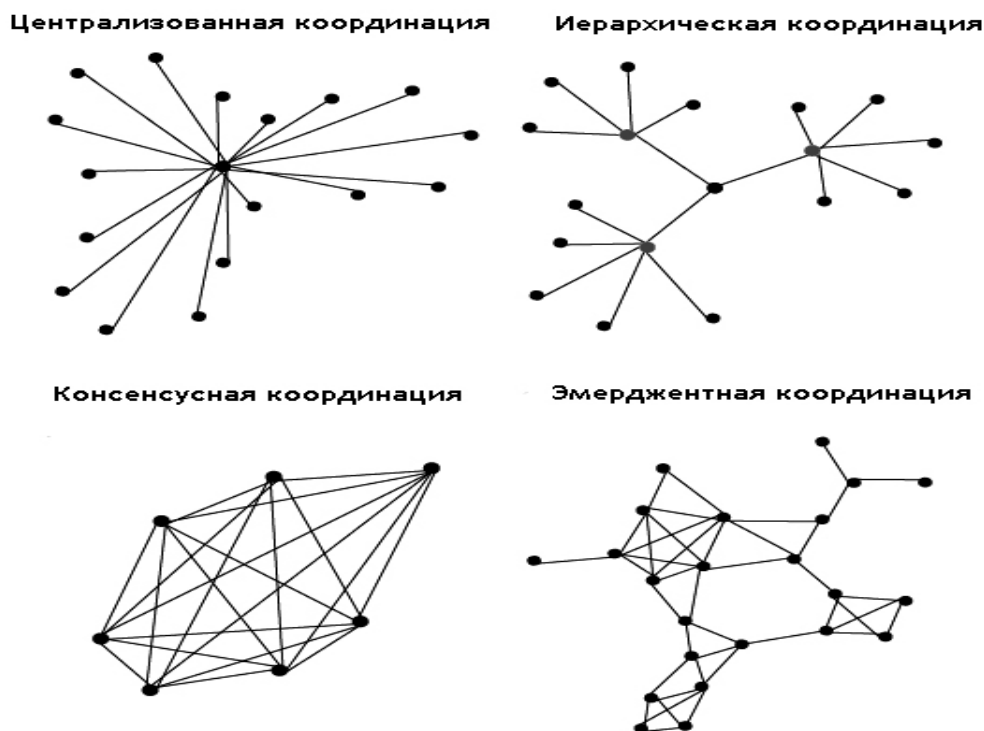 Централизованная координация
Иерархическая координация
Консенсусная координация
Эмерджентная координация